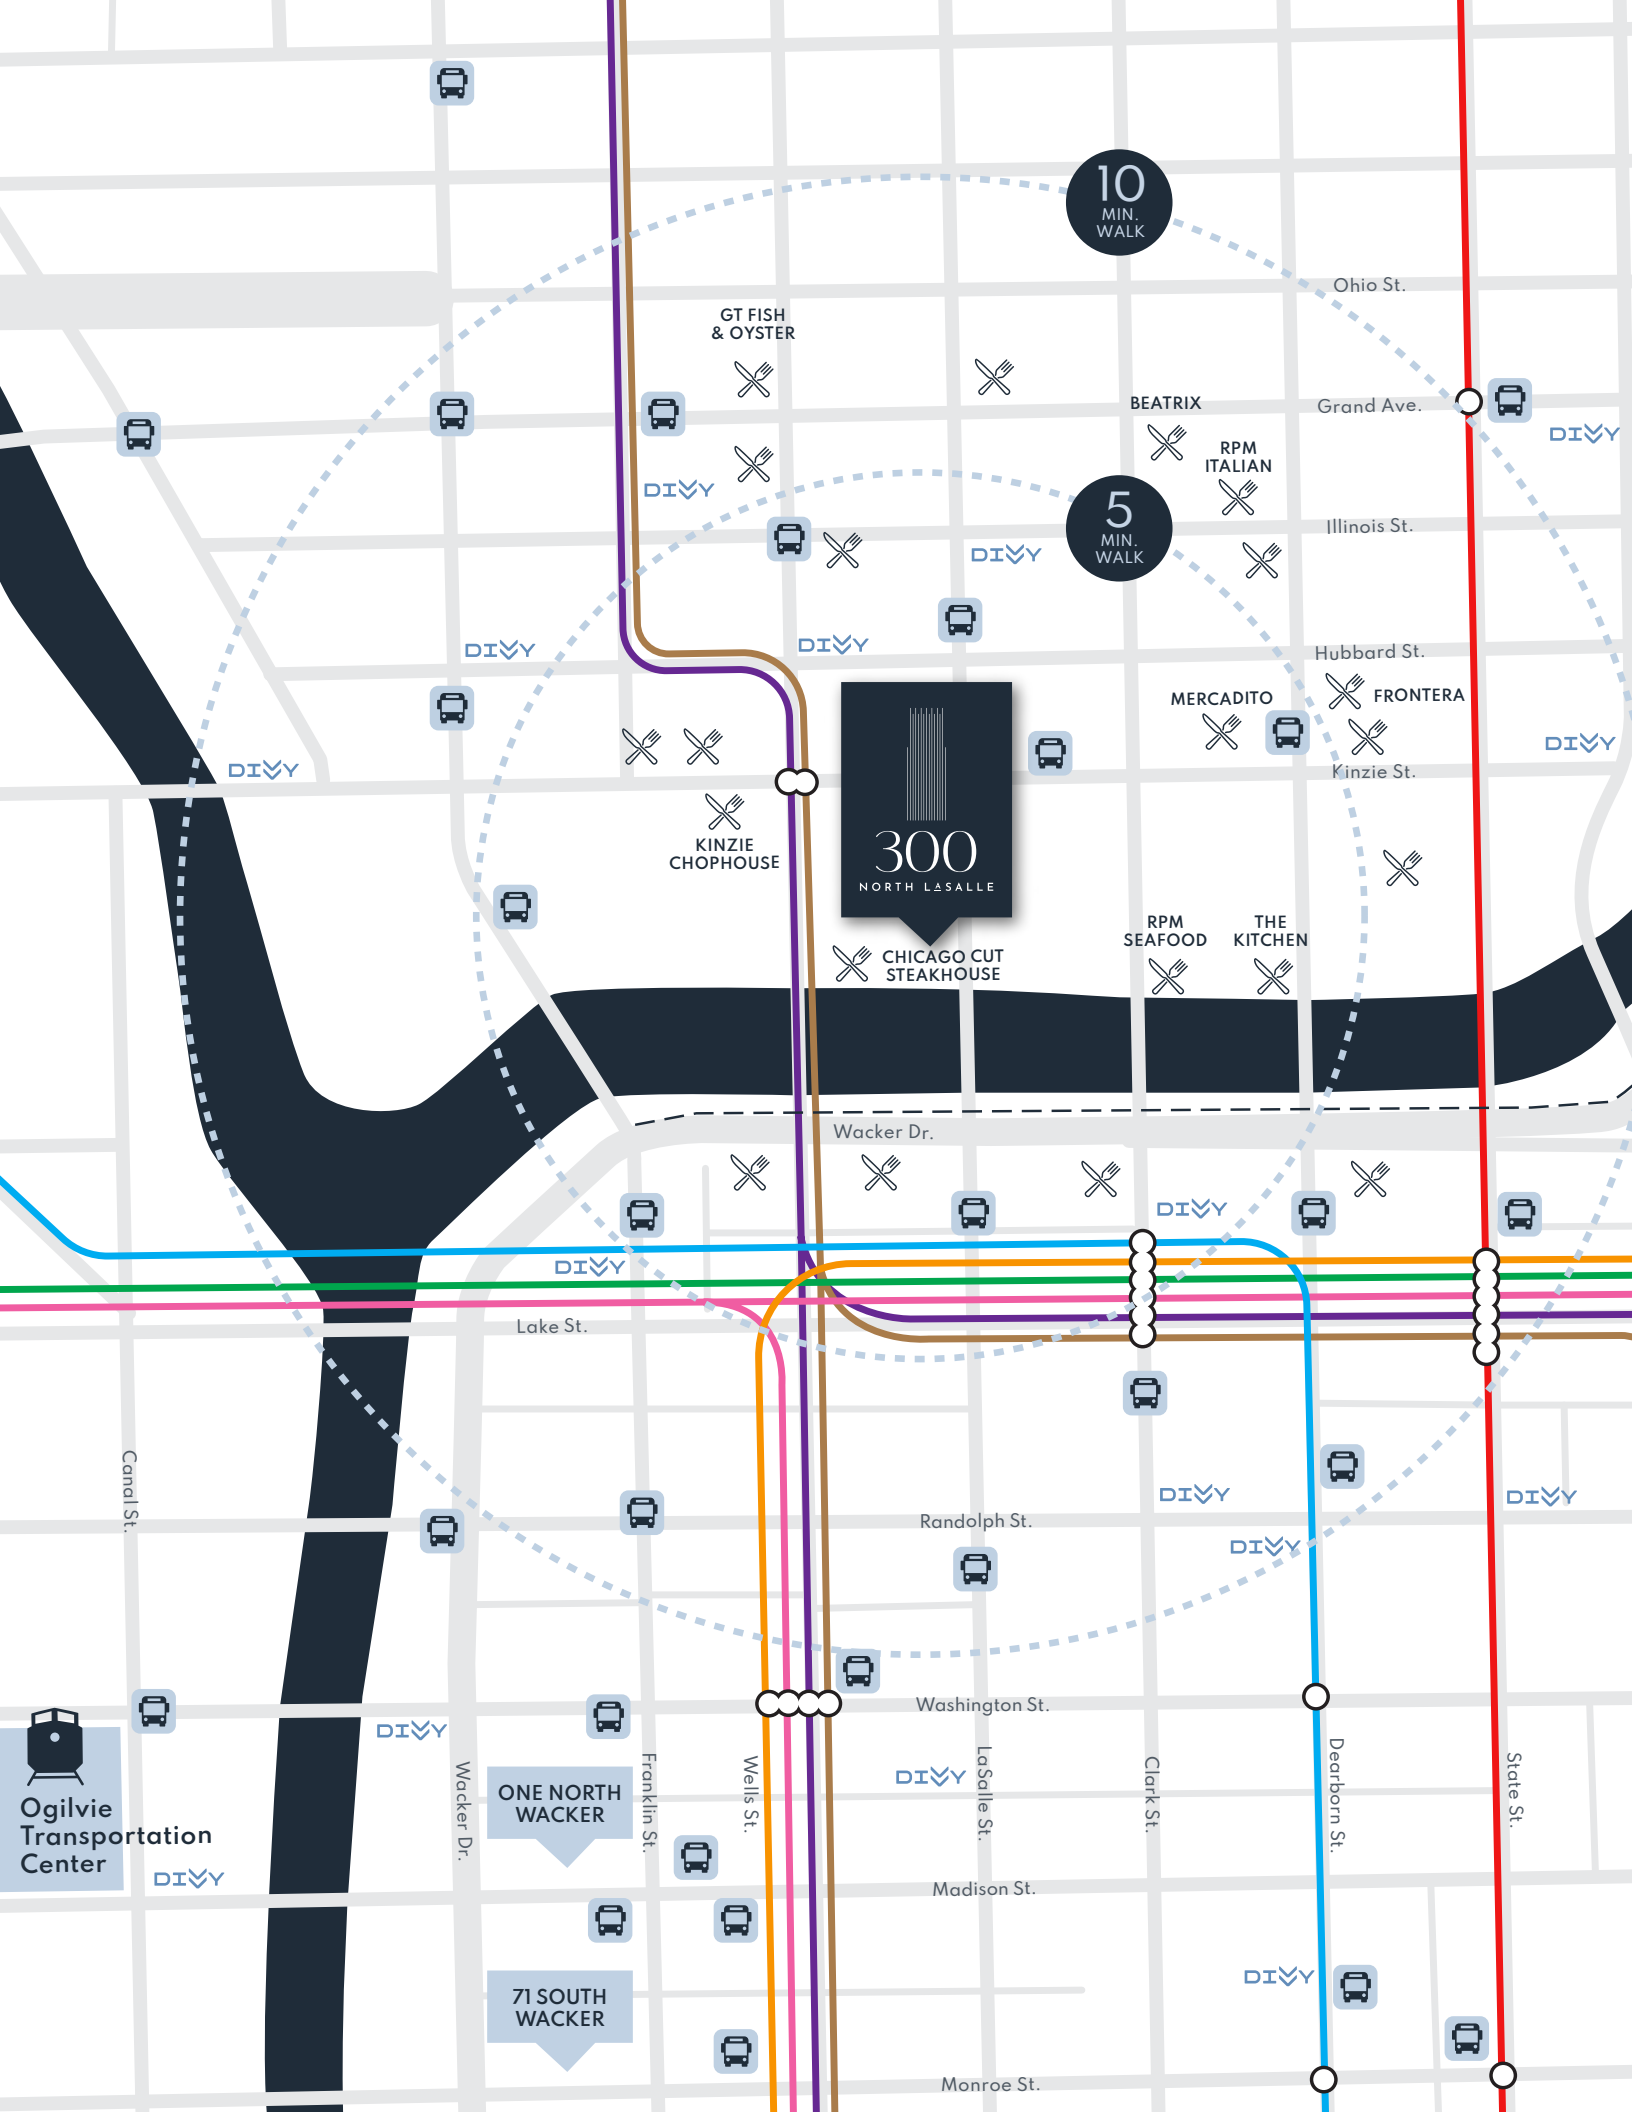 10
MIN.
WALK
Ohio St.
GT FISH
& OYSTER
BEATRIX
Grand Ave.
DIVVY
RPM
ITALIAN
DIVVY
5
MIN.
WALK
Illinois St.
DIVVY
DIVVY
DIVVY
Hubbard St.
MERCADITO
FRONTERA
DIVVY
DIVVY
Kinzie St.
KINZIE
CHOPHOUSE
300
NORTH LASALLE
RPM
SEAFOOD
THE
KITCHEN
CHICAGO CUT
STEAKHOUSE
Wacker Dr.
DIVVY
DIVVY
Lake St.
Canal St.
DIVVY
DIVVY
Randolph St.
DIVVY
Washington St.
DIVVY
Ogilvie
Transportation
Center
DIVVY
Wacker Dr.
ONE NORTH
WACKER
Franklin St.
Wells St.
DIVVY
LaSalle St.
Clark St.
Dearborn St.
State St.
Madison St.
71 SOUTH
WACKER
DIVVY
Monroe St.